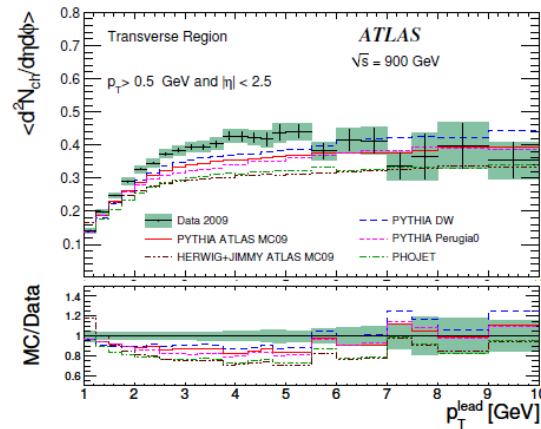 Transverse Region
ATLAS
√s = 900 GeV
p_T > 0.5 GeV and |η| < 2.5
<d²N_ch/dηdφ>
0.8
0.7
0.6
0.5
0.4
0.3
0.2
0.1
Data 2009
PYTHIA ATLAS MC09
HERWIG+JIMMY ATLAS MC09
PYTHIA DW
PYTHIA Perugia0
PHOJET
MC/Data
1.4
1.2
1
0.8
0.6
1 2 3 4 5 6 7 8 9 10
p_T^lead [GeV]